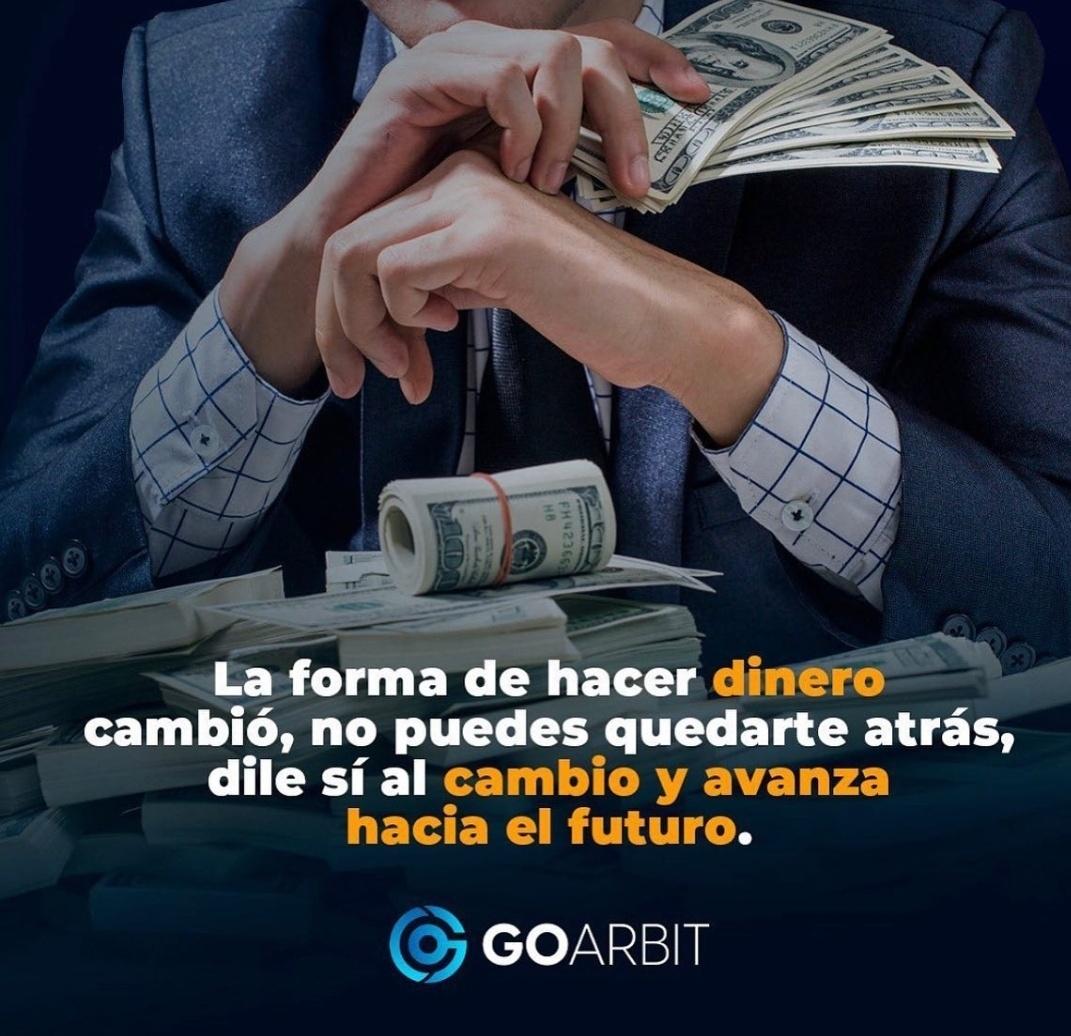 La forma de hacer dinero
cambió, no puedes quedarte atrás,
dile sí al cambio y avanza
hacia el futuro.
GOARBIT